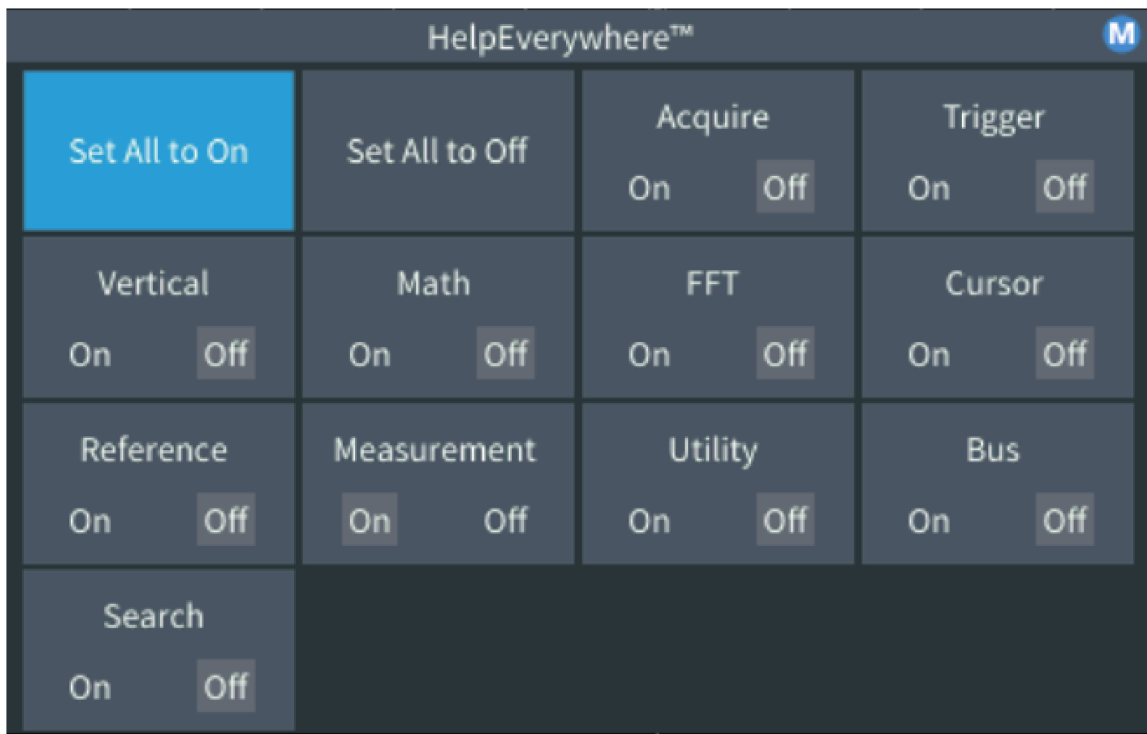 HelpEverywhere™ M
Set All to On
Set All to Off
Acquire
On Off
Trigger
On Off
Vertical
On Off
Math
On Off
FFT
On Off
Cursor
On Off
Reference
On Off
Measurement
On Off
Utility
On Off
Bus
On Off
Search
On Off